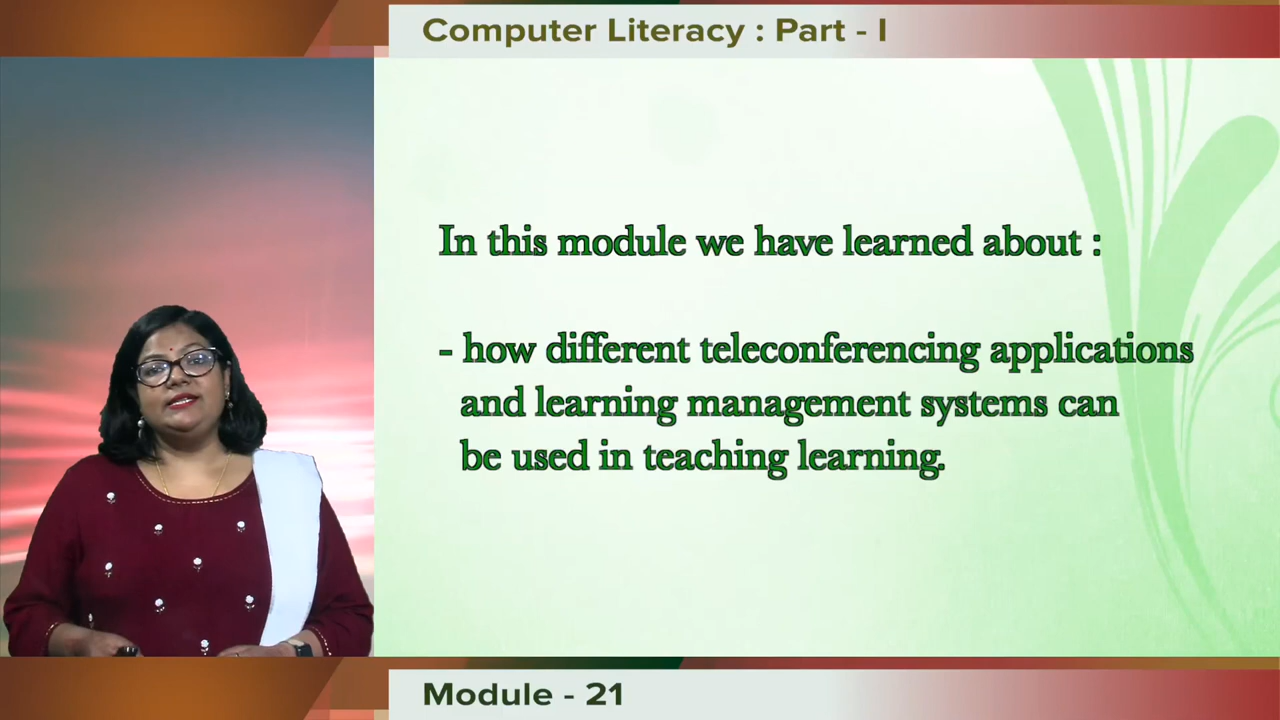 Computer Literacy : Part - I
In this module we have learned about :
- how different teleconferencing applications
and learning management systems can
be used in teaching learning.
Module - 21